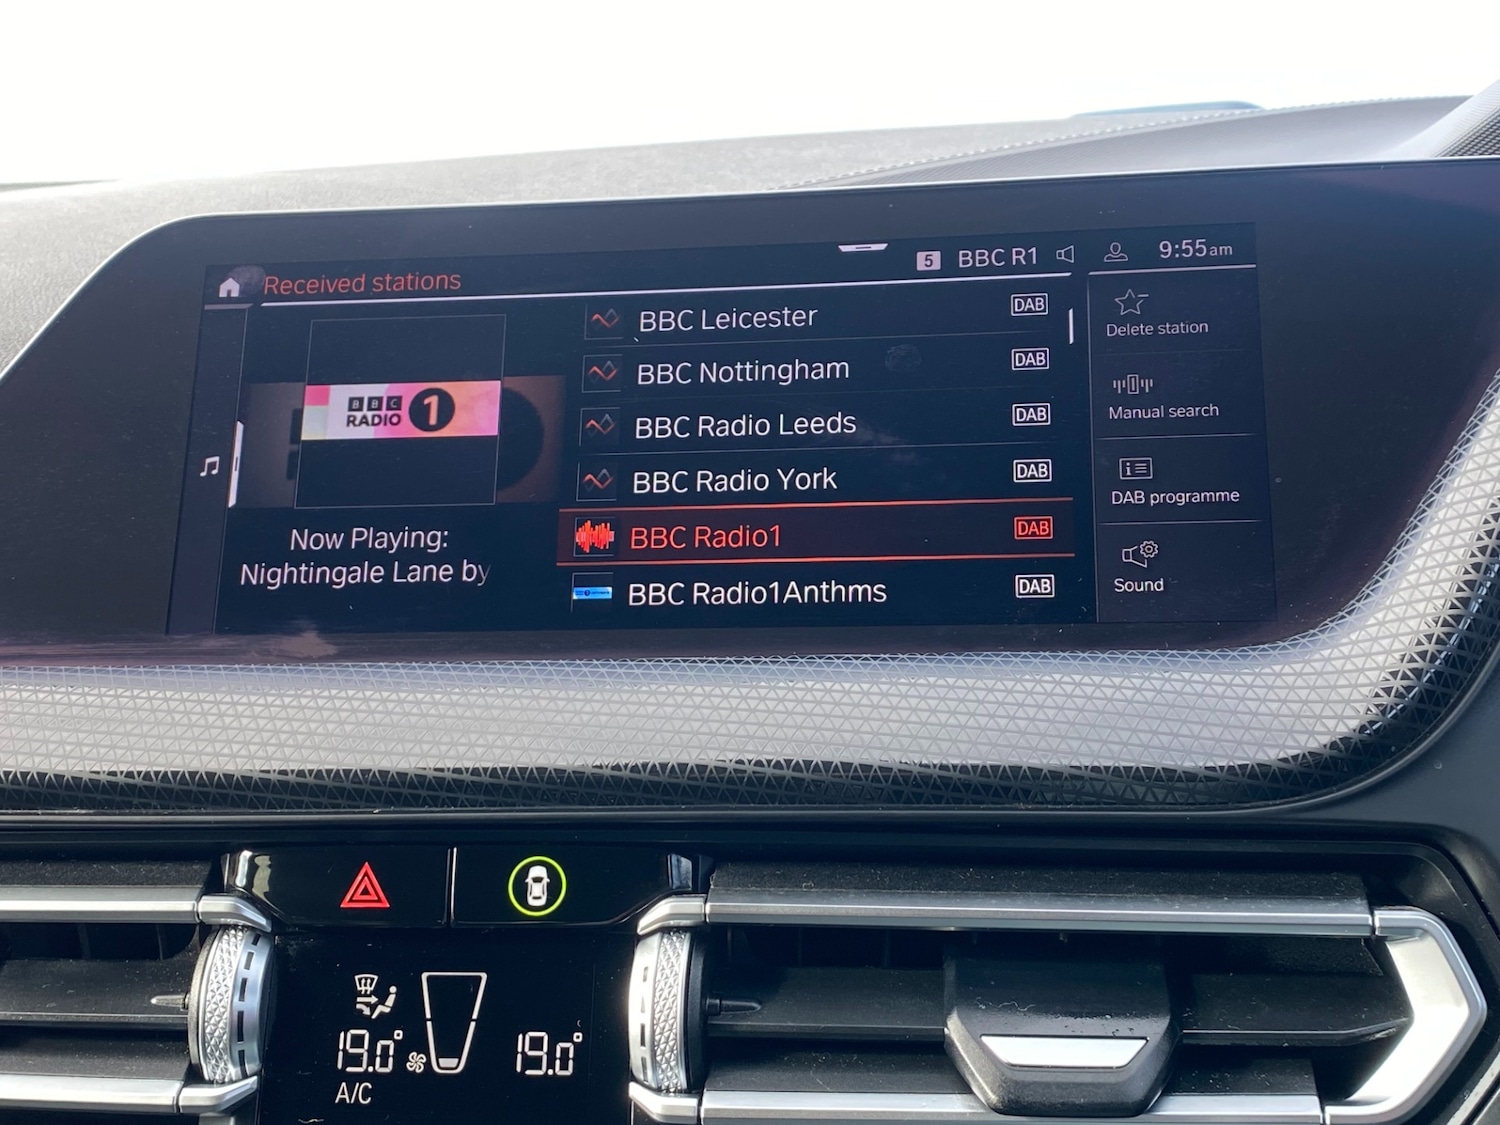 5 BBC R1 9:55am
Received stations
BBC RADIO 1
Now Playing:
Nightingale Lane by
BBC Leicester DAB
BBC Nottingham DAB
BBC Radio Leeds DAB
BBC Radio York DAB
BBC Radio1 DAB
BBC Radio1Anthms DAB
Delete station
Manual search
DAB programme
Sound
19.0° 19.0°
A/C